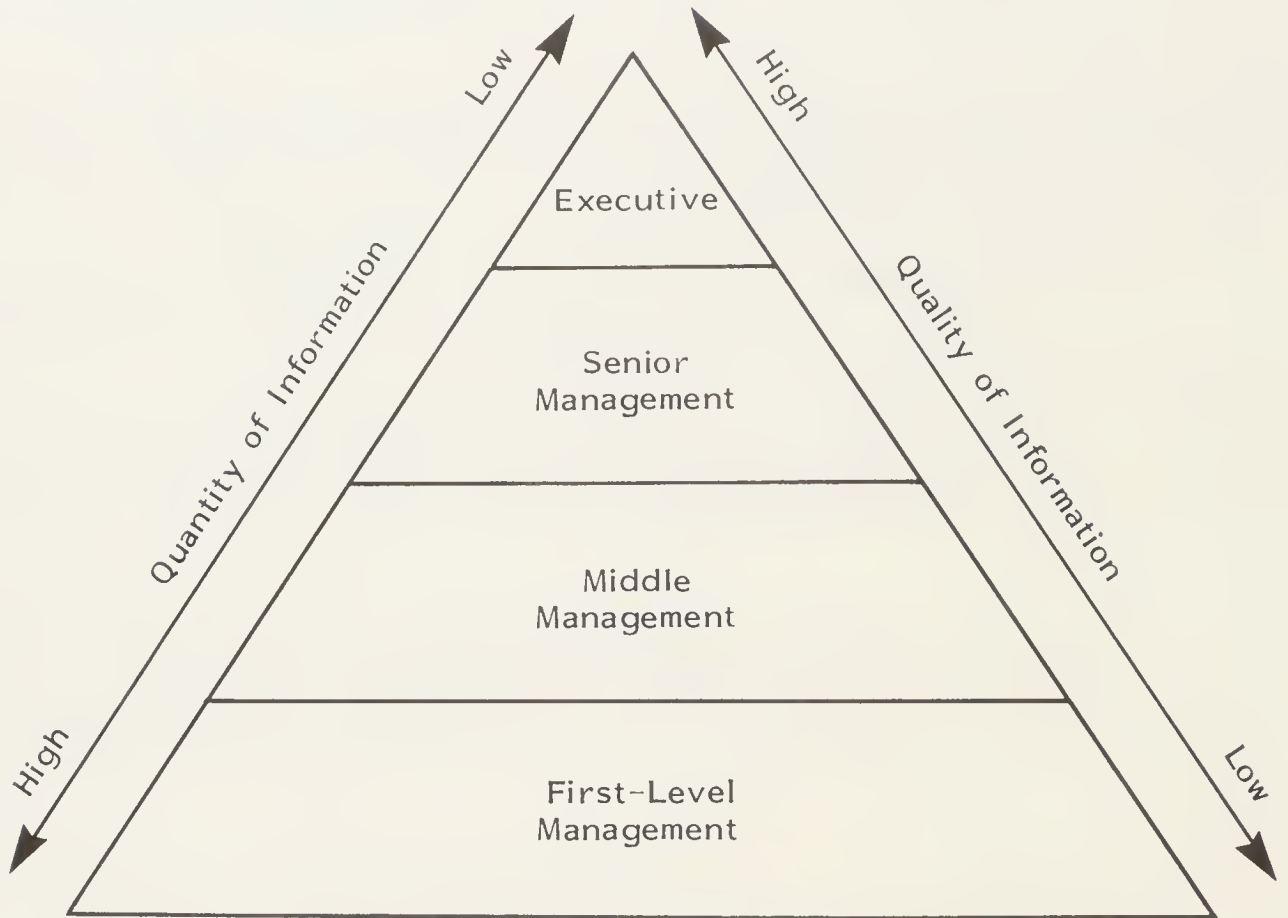 Low
High
Executive
Quantity of Information
Quality of Information
Senior
Management
Middle
Management
High
Low
First-Level
Management